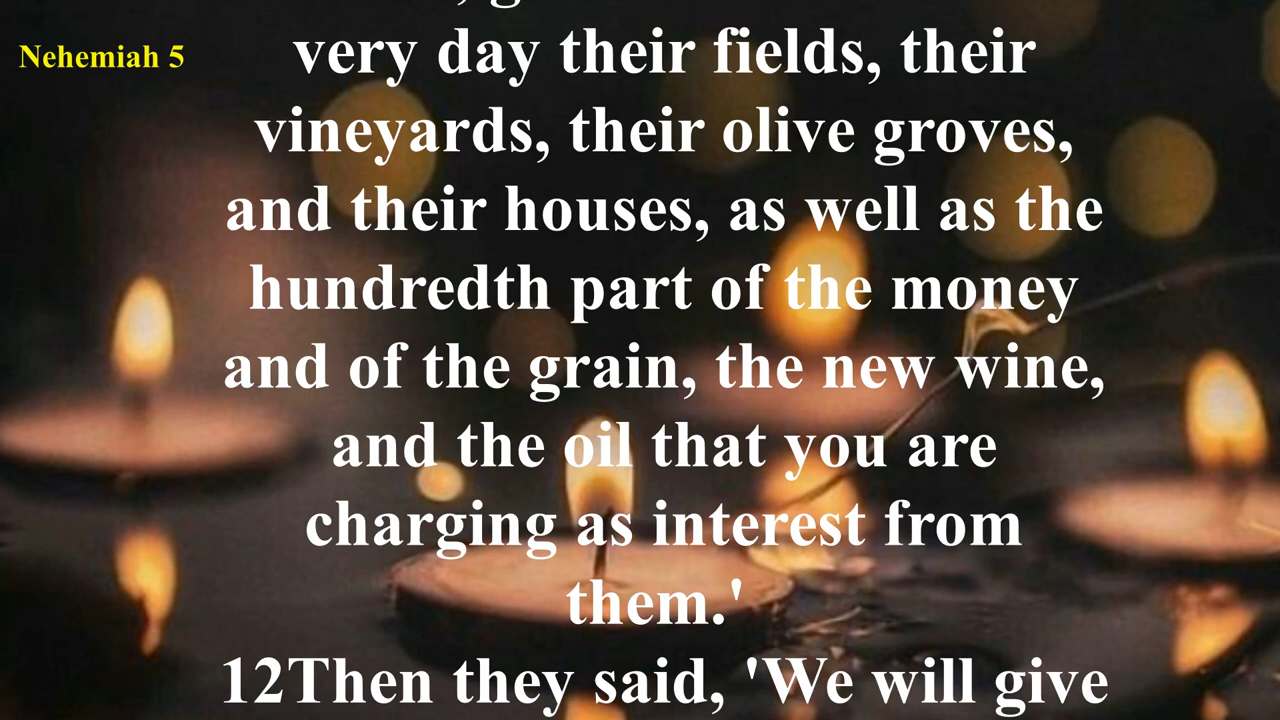 Nehemiah 5
very day their fields, their
vineyards, their olive groves,
and their houses, as well as the
hundredth part of the money
and of the grain, the new wine,
and the oil that you are
charging as interest from
them.'
12Then they said, 'We will give